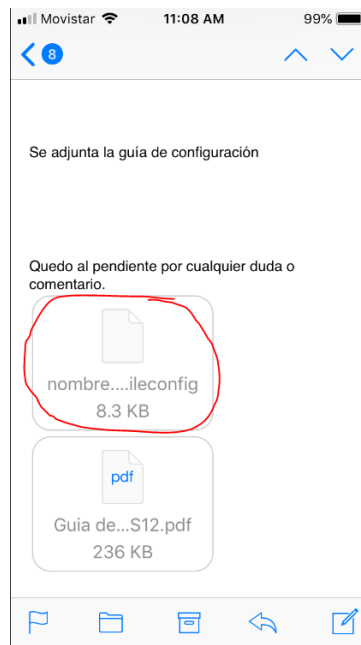 Movistar 11:08 AM 99%
8
Se adjunta la guía de configuración
Quedo al pendiente por cualquier duda o
comentario.
nombre....ileconfig
8.3 KB
pdf
Guia de...S12.pdf
236 KB